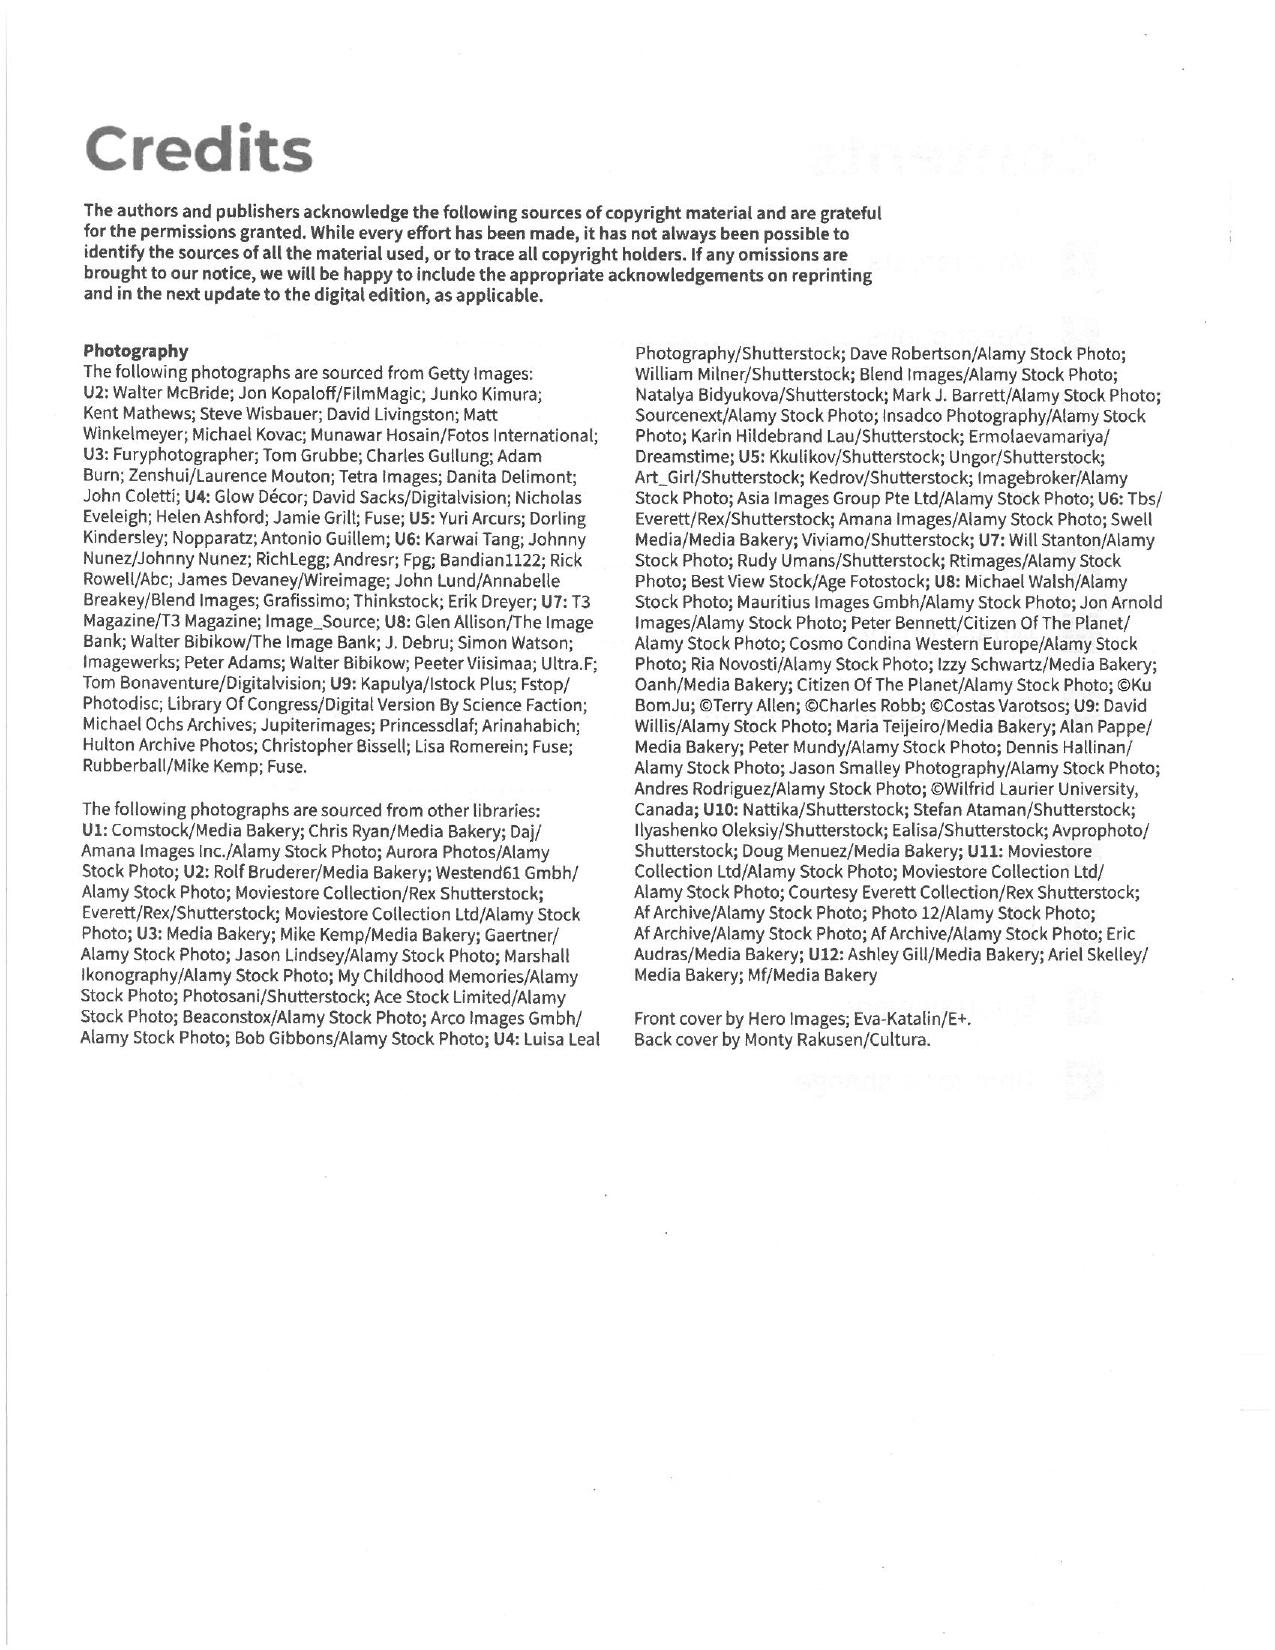 Credits
The authors and publishers acknowledge the following sources of copyright material and are grateful
for the permissions granted. While every effort has been made, it has not always been possible to
identify the sources of all the material used, or to trace all copyright holders. If any omissions are
brought to our notice, we will be happy to include the appropriate acknowledgements on reprinting
and in the next update to the digital edition, as applicable.
Photography
The following photographs are sourced from Getty Images:
U2: Walter McBride; Jon Kopaloff/FilmMagic; Junko Kimura;
Kent Mathews; Steve Wisbauer; David Livingston; Matt
Winkelmeyer; Michael Kovac; Munawar Hosain/Fotos International;
U3: Furyphotographer; Tom Grubbe; Charles Gullung; Adam
Burn; Zenshui/Laurence Mouton; Tetra Images; Danita Delimont;
John Coletti; U4: Glow Décor; David Sacks/Digitalvision; Nicholas
Eveleigh; Helen Ashford; Jamie Grill; Fuse; U5: Yuri Arcurs; Dorling
Kindersley; Nopparatz; Antonio Guillem; U6: Karwai Tang; Johnny
Nunez/Johnny Nunez; RichLegg; Andresr; Fpg; Bandian1122; Rick
Rowell/Abc; James Devaney/Wireimage; John Lund/Annabelle
Breakey/Blend Images; Grafissimo; Thinkstock; Erik Dreyer; U7: T3
Magazine/T3 Magazine; Image_Source; U8: Glen Allison/The Image
Bank; Walter Bibikow/The Image Bank; J. Debru; Simon Watson;
Imagewerks; Peter Adams; Walter Bibikow; Peeter Viisimaa; Ultra.F;
Tom Bonaventure/Digitalvision; U9: Kapulya/Istock Plus; Fstop/
Photodisc; Library Of Congress/Digital Version By Science Faction;
Michael Ochs Archives; Jupiterimages; Princessdlaf; Arinahabich;
Hulton Archive Photos; Christopher Bissell; Lisa Romerein; Fuse;
Rubberball/Mike Kemp; Fuse.
The following photographs are sourced from other libraries:
U1: Comstock/Media Bakery; Chris Ryan/Media Bakery; Daj/
Amana Images Inc./Alamy Stock Photo; Aurora Photos/Alamy
Stock Photo; U2: Rolf Bruderer/Media Bakery; Westend61 Gmbh/
Alamy Stock Photo; Moviestore Collection/Rex Shutterstock;
Everett/Rex/Shutterstock; Moviestore Collection Ltd/Alamy Stock
Photo; U3: Media Bakery; Mike Kemp/Media Bakery; Gaertner/
Alamy Stock Photo; Jason Lindsey/Alamy Stock Photo; Marshall
Ikonography/Alamy Stock Photo; My Childhood Memories/Alamy
Stock Photo; Photosani/Shutterstock; Ace Stock Limited/Alamy
Stock Photo; Beaconstox/Alamy Stock Photo; Arco Images Gmbh/
Alamy Stock Photo; Bob Gibbons/Alamy Stock Photo; U4: Luisa Leal
Photography/Shutterstock; Dave Robertson/Alamy Stock Photo;
William Milner/Shutterstock; Blend Images/Alamy Stock Photo;
Natalya Bidyukova/Shutterstock; Mark J. Barrett/Alamy Stock Photo;
Sourcenext/Alamy Stock Photo; Insadco Photography/Alamy Stock
Photo; Karin Hildebrand Lau/Shutterstock; Ermolaevamariya/
Dreamstime; U5: Kkulikov/Shutterstock; Ungor/Shutterstock;
Art_Girl/Shutterstock; Kedrov/Shutterstock; Imagebroker/Alamy
Stock Photo; Asia Images Group Pte Ltd/Alamy Stock Photo; U6: Tbs/
Everett/Rex/Shutterstock; Amana Images/Alamy Stock Photo; Swell
Media/Media Bakery; Viviamo/Shutterstock; U7: Will Stanton/Alamy
Stock Photo; Rudy Umans/Shutterstock; Rtimages/Alamy Stock
Photo; Best View Stock/Age Fotostock; U8: Michael Walsh/Alamy
Stock Photo; Mauritius Images Gmbh/Alamy Stock Photo; Jon Arnold
Images/Alamy Stock Photo; Peter Bennett/Citizen Of The Planet/
Alamy Stock Photo; Cosmo Condina Western Europe/Alamy Stock
Photo; Ria Novosti/Alamy Stock Photo; Izzy Schwartz/Media Bakery;
Oanh/Media Bakery; Citizen Of The Planet/Alamy Stock Photo; ©Ku
BomJu; ©Terry Allen; ©Charles Robb; ©Costas Varotsos; U9: David
Willis/Alamy Stock Photo; Maria Teijeiro/Media Bakery; Alan Pappe/
Media Bakery; Peter Mundy/Alamy Stock Photo; Dennis Hallinan/
Alamy Stock Photo; Jason Smalley Photography/Alamy Stock Photo;
Andres Rodriguez/Alamy Stock Photo; ©Wilfrid Laurier University,
Canada; U10: Nattika/Shutterstock; Stefan Ataman/Shutterstock;
Ilyashenko Oleksiy/Shutterstock; Ealisa/Shutterstock; Avprophoto/
Shutterstock; Doug Menuez/Media Bakery; U11: Moviestore
Collection Ltd/Alamy Stock Photo; Moviestore Collection Ltd/
Alamy Stock Photo; Courtesy Everett Collection/Rex Shutterstock;
Af Archive/Alamy Stock Photo; Photo 12/Alamy Stock Photo;
Af Archive/Alamy Stock Photo; Af Archive/Alamy Stock Photo; Eric
Audras/Media Bakery; U12: Ashley Gill/Media Bakery; Ariel Skelley/
Media Bakery; Mf/Media Bakery
Front cover by Hero Images; Eva-Katalin/E+.
Back cover by Monty Rakusen/Cultura.